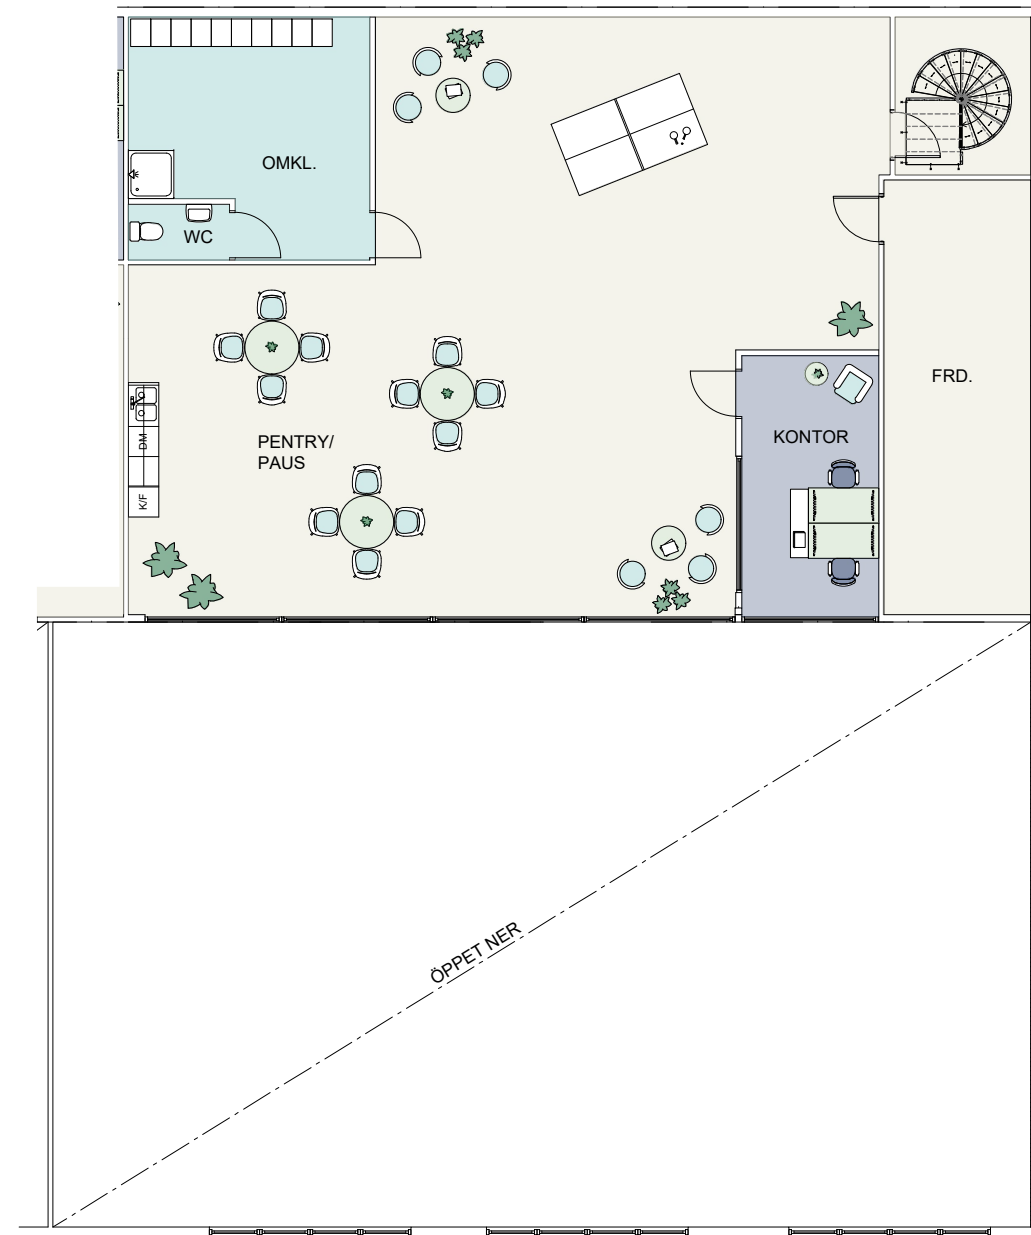 OMKL.
WC
FRD.
PENTRY/
PAUS
KONTOR
DM
K/F
ÖPPET NER